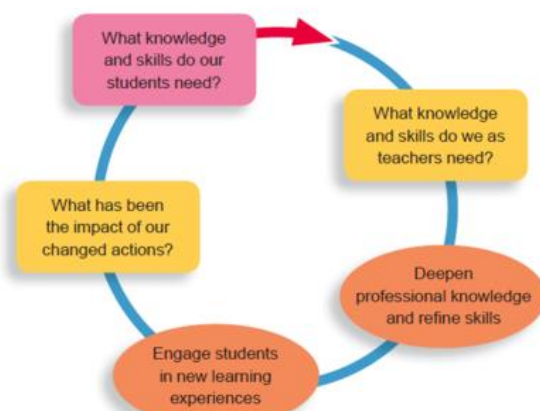 What knowledge
and skills do our
students need?
What knowledge
and skills do we as
teachers need?
Deepen
professional knowledge
and refine skills
Engage students
in new learning
experiences
What has been
the impact of our
changed actions?